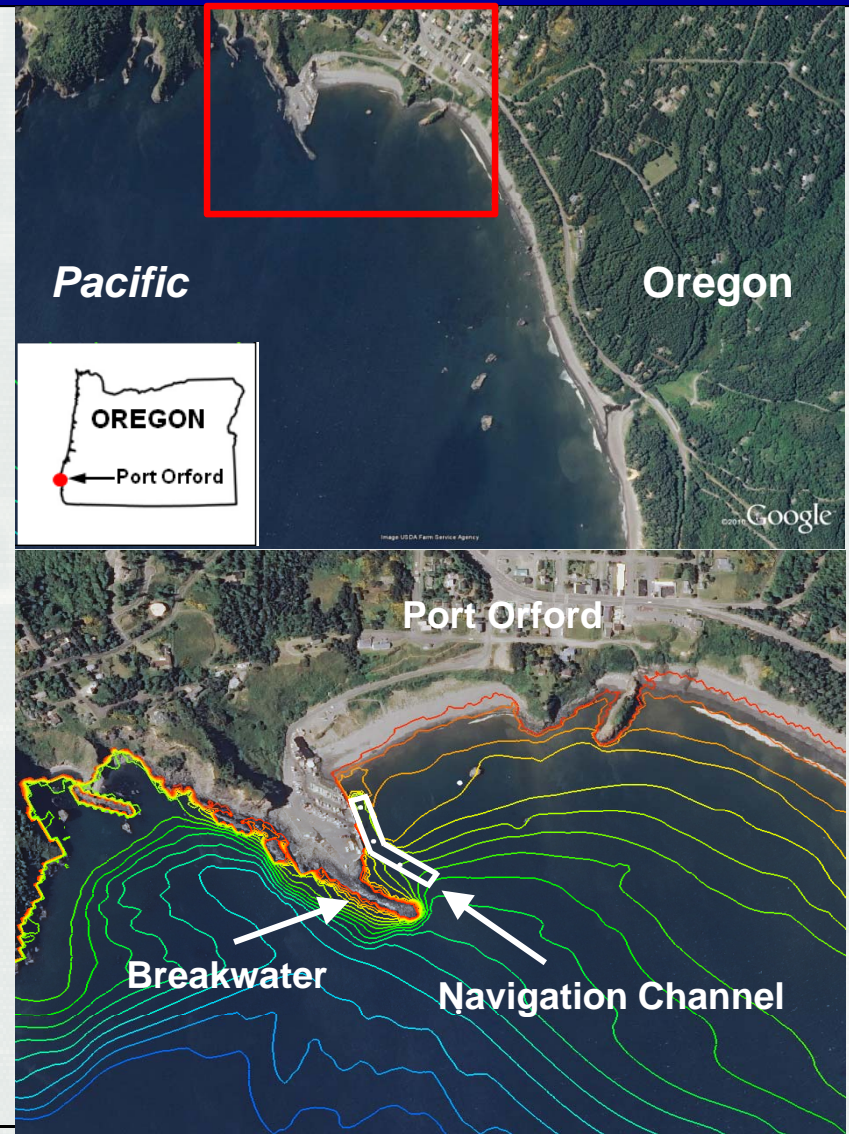 Pacific
Oregon
OREGON
Port Orford
Image USDA Farm Service Agency
©2010 Google
Port Orford
Breakwater
Navigation Channel